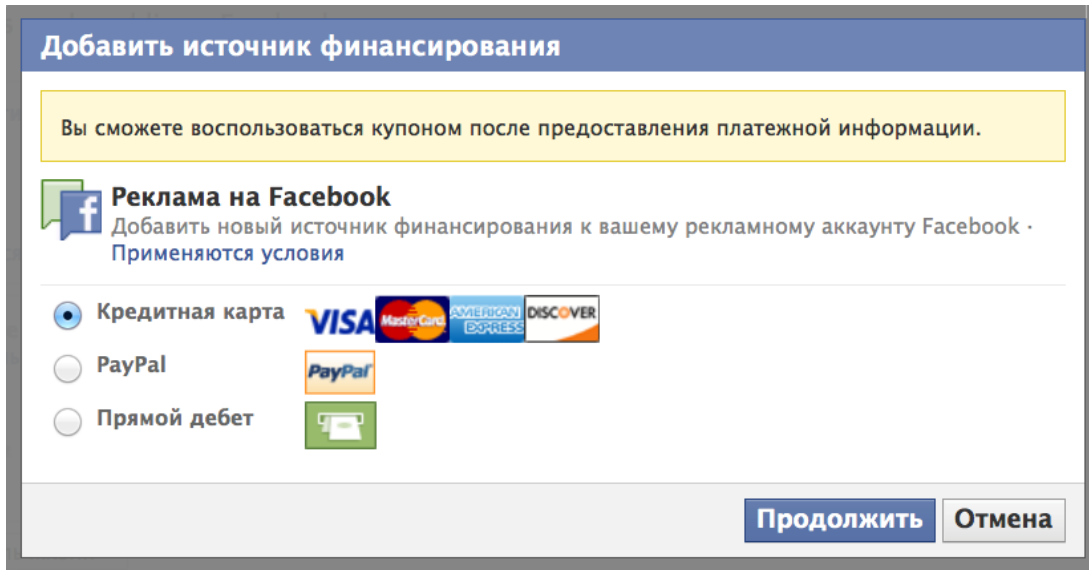 Добавить источник финансирования
Вы сможете воспользоваться купоном после предоставления платежной информации.
Реклама на Facebook
Добавить новый источник финансирования к вашему рекламному аккаунту Facebook ·
Применяются условия
Кредитная карта VISA MasterCard AMERICAN EXPRESS DISCOVER
PayPal PayPal
Прямой дебет
Продолжить Отмена